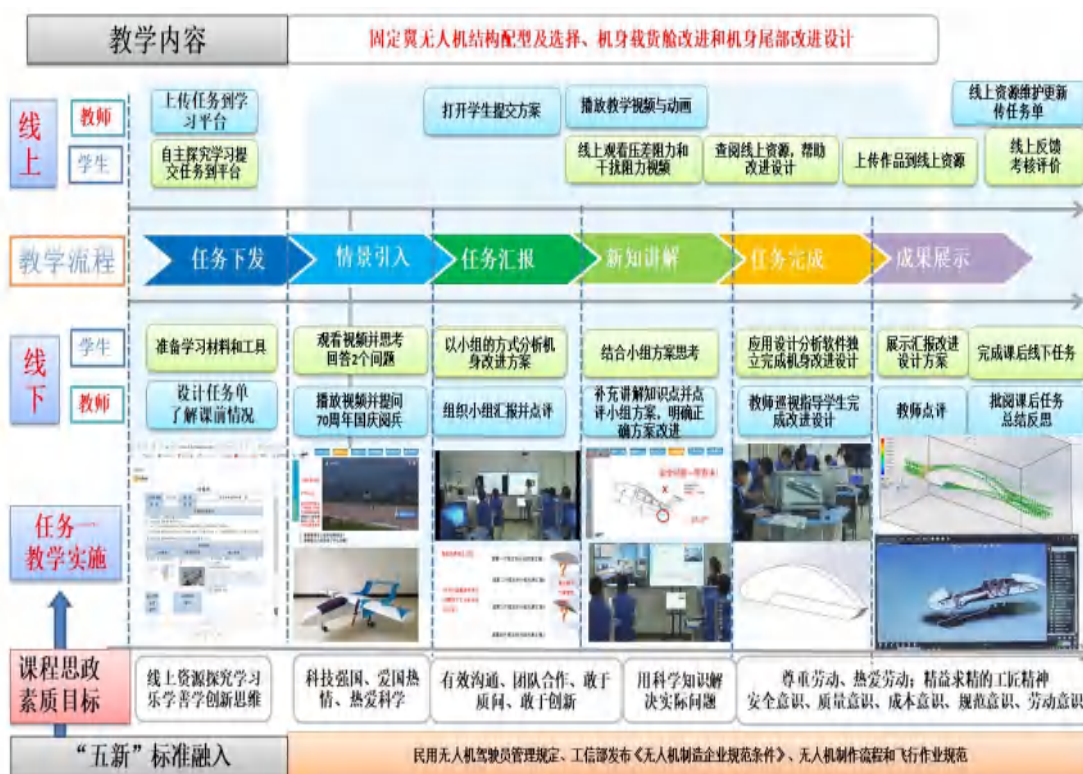 教学内容
固定翼无人机结构配型及选择、机身载货舱改进和机身尾部改进设计
线上
教师
上传任务到学
习平台
打开学生提交方案
播放教学视频与动画
线上资源维护更新
传任务单
学生
自主探究学习提
交任务到平台
线上观看压差阻力和
干扰阻力视频
查阅线上资源，帮助
改进设计
上传作品到线上资源
线上反馈
考核评价
教学流程
任务下发
情景引入
任务汇报
新知讲解
任务完成
成果展示
线下
学生
准备学习材料和工具
观看视频并思考
回答2个问题
以小组的方式分析机
身改进方案
结合小组方案思考
应用设计分析软件独
立完成机身改进设计
展示汇报改进
设计方案
完成课后线下任务
教师
设计任务单
了解课前情况
播放视频并提问
70周年国庆阅兵
组织小组汇报并点评
补充讲解知识点并点
评小组方案，明确正
确方案改进
教师巡视指导学生完
成改进设计
教师点评
批阅课后任务
总结反思
任务一
教学实施
课程思政
素质目标
线上资源探究学习
乐学善学创新思维
科技强国、爱国热
情、热爱科学
有效沟通、团队合作、敢于
质问、敢于创新
用科学知识解
决实际问题
尊重劳动、热爱劳动；精益求精的工匠精神
安全意识、质量意识、成本意识、规范意识、劳动意识
“五新”标准融入
民用无人机驾驶员管理规定、工信部发布《无人机制造企业规范条件》、无人机制作流程和飞行作业规范